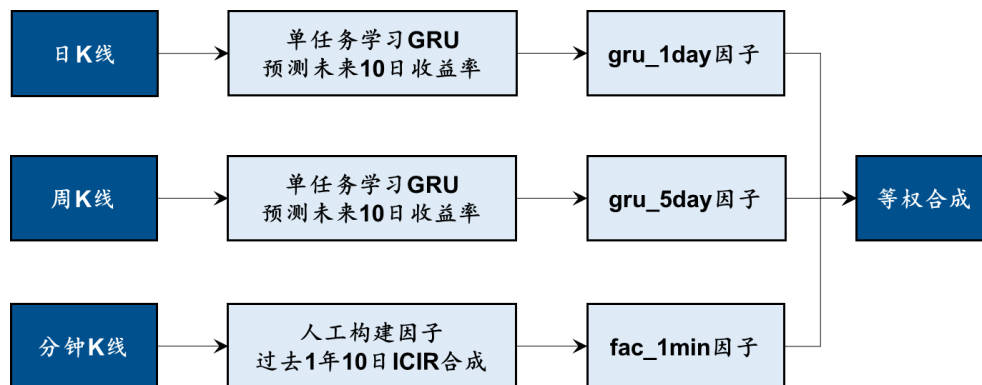 日K线
单任务学习GRU
预测未来10日收益率
gru_1day因子
周K线
单任务学习GRU
预测未来10日收益率
gru_5day因子
等权合成
分钟K线
人工构建因子
过去1年10日ICIR合成
fac_1min因子